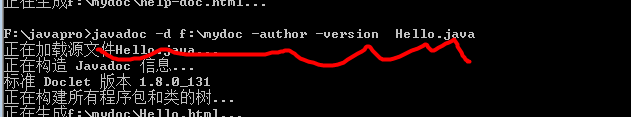 正在生成f:\mydoc\help-doc.html...
F:\javapro>javadoc -d f:\mydoc -author -version  Hello.java
正在加载源文件Hello.java...
正在构造 Javadoc 信息...
标准 Doclet 版本 1.8.0_131
正在构建所有程序包和类的树...
正在生成f:\mydoc\Hello.html...